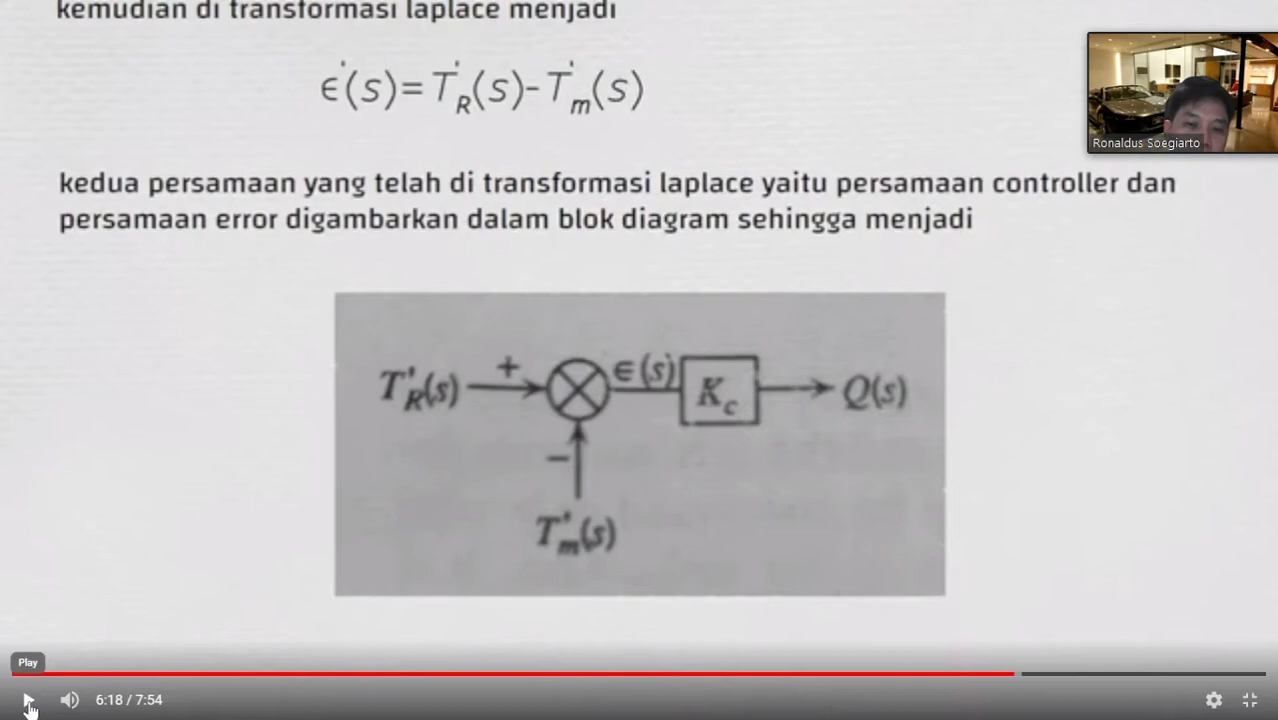 kemudian di transformasi laplace menjadi
ϵ'(s)=T'R(s)-T'm(s)
Ronaldus Soegiarto
kedua persamaan yang telah di transformasi laplace yaitu persamaan controller dan
persamaan error digambarkan dalam blok diagram sehingga menjadi
T'R(s) + ∈(s) Kc Q(s)
−
T'm(s)
Play
6:18 / 7:54